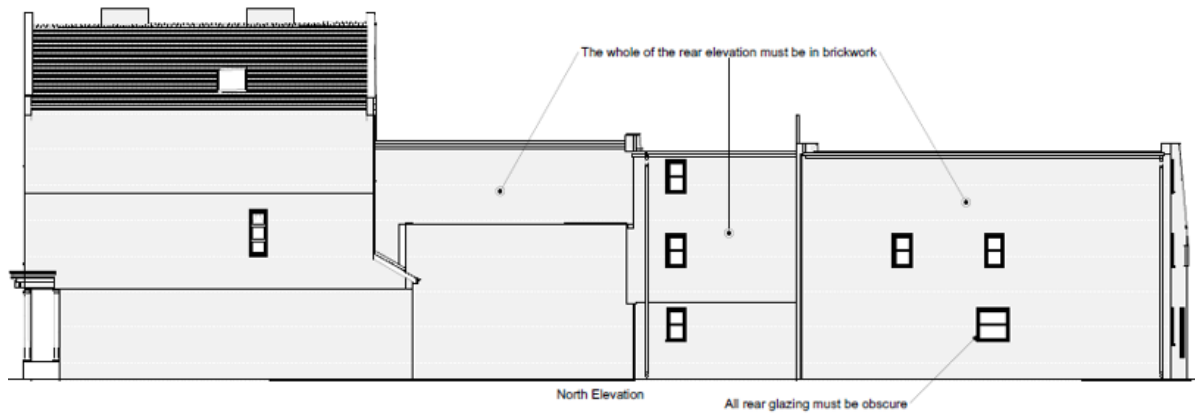 The whole of the rear elevation must be in brickwork
North Elevation
All rear glazing must be obscure